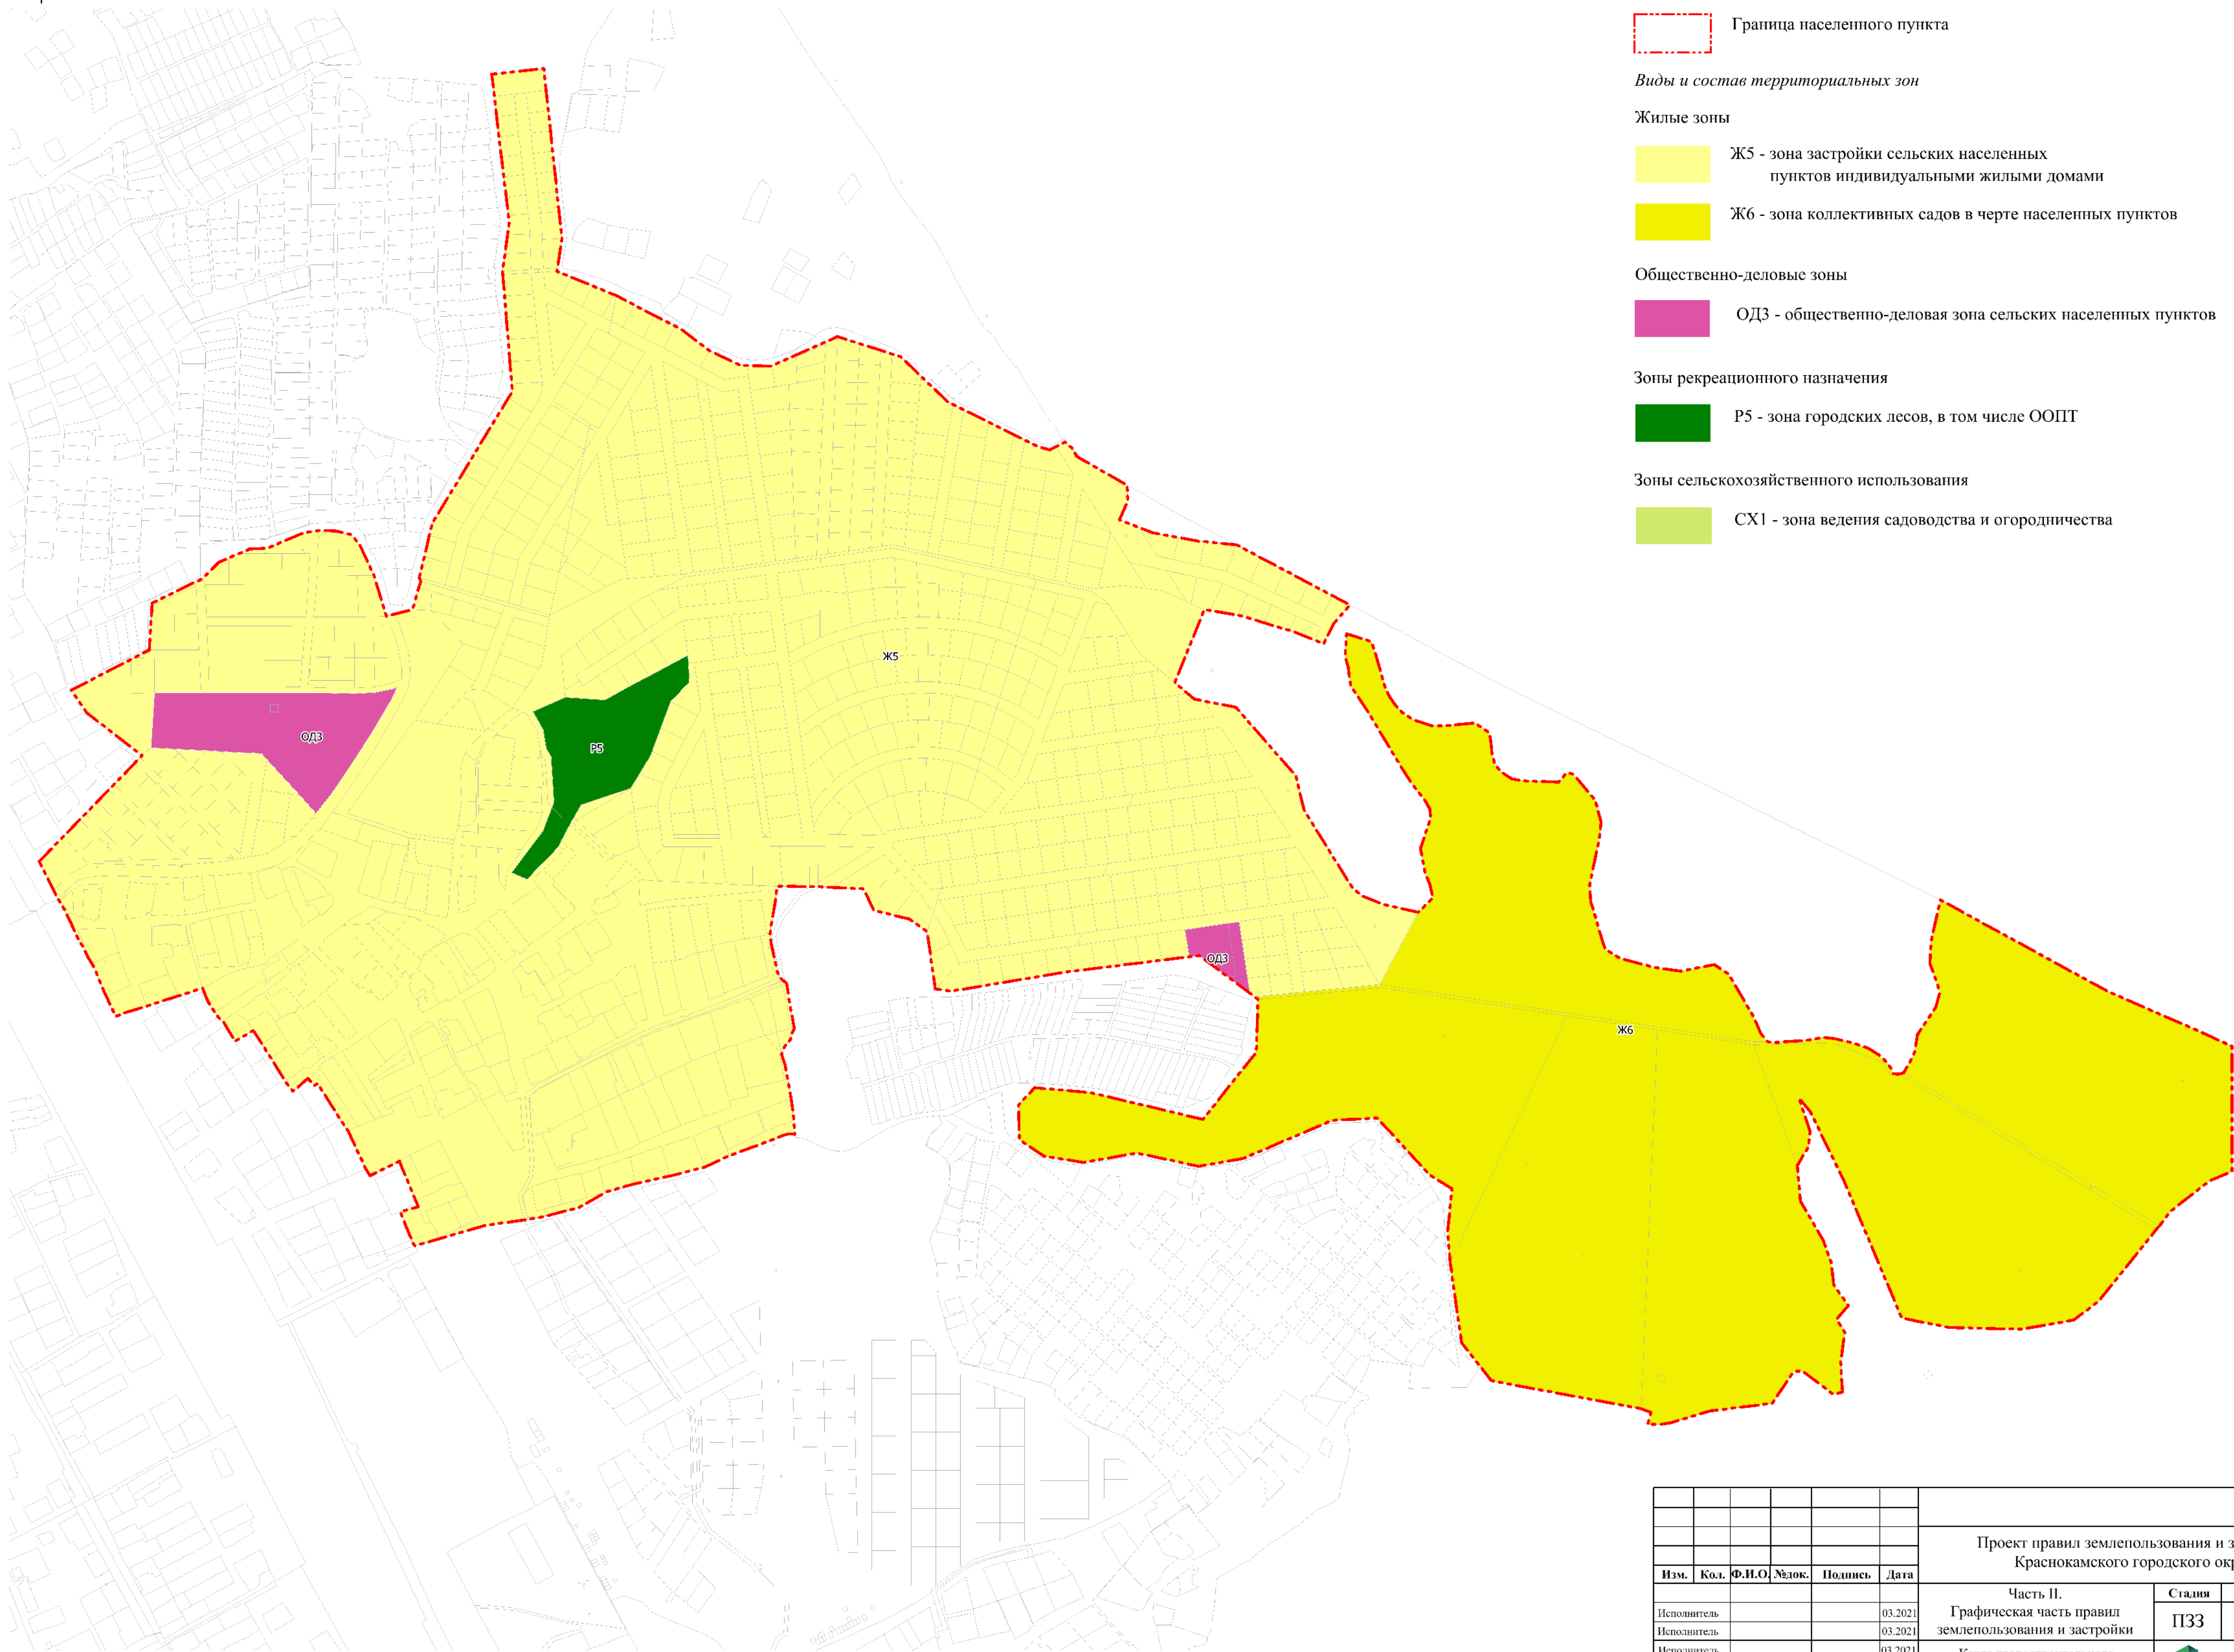 Граница населенного пункта
Виды и состав территориальных зон
Жилые зоны
Ж5 - зона застройки сельских населенных
пунктов индивидуальными жилыми домами
Ж6 - зона коллективных садов в черте населенных пунктов
Общественно-деловые зоны
ОД3 - общественно-деловая зона сельских населенных пунктов
Зоны рекреационного назначения
Р5 - зона городских лесов, в том числе ООПТ
Зоны сельскохозяйственного использования
СХ1 - зона ведения садоводства и огородничества
Ж5
ОД3
Р5
ОД3
Ж6
Проект правил землепользования и з
Краснокамского городского окр
Изм. Кол. Ф.И.О. №док. Подпись Дата
Часть II.
Графическая часть правил
землепользования и застройки
Стадия
ПЗЗ
Исполнитель 03.2021
Исполнитель 03.2021
Исполнитель 03.2021